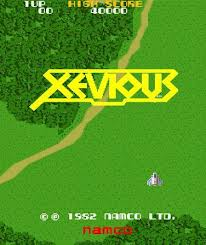 1UP HIGH SCORE
00 40000
XEVIOUS
© ® 1982 NAMCO LTD.
namco